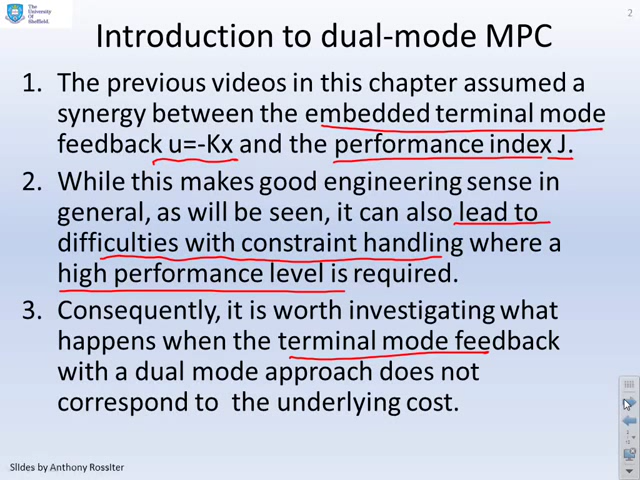 The
University
Of
Sheffield.
2
Introduction to dual-mode MPC
1. The previous videos in this chapter assumed a
synergy between the embedded terminal mode
feedback u=-Kx and the performance index J.
2. While this makes good engineering sense in
general, as will be seen, it can also lead to
difficulties with constraint handling where a
high performance level is required.
3. Consequently, it is worth investigating what
happens when the terminal mode feedback
with a dual mode approach does not
correspond to the underlying cost.
Slides by Anthony Rossiter